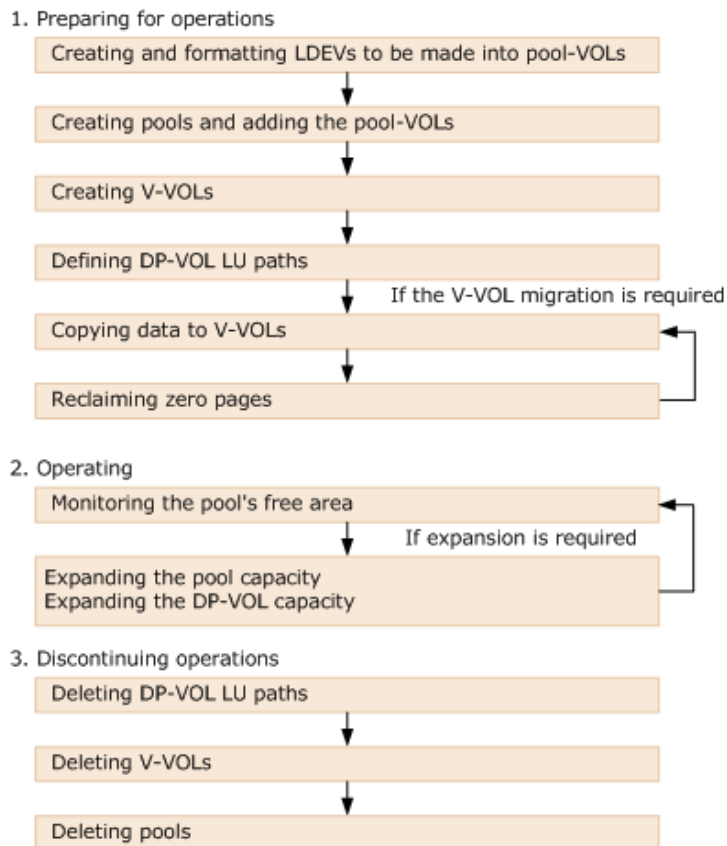 1. Preparing for operations
Creating and formatting LDEVs to be made into pool-VOLs
Creating pools and adding the pool-VOLs
Creating V-VOLs
Defining DP-VOL LU paths
If the V-VOL migration is required
Copying data to V-VOLs
Reclaiming zero pages
2. Operating
Monitoring the pool's free area
If expansion is required
Expanding the pool capacity
Expanding the DP-VOL capacity
3. Discontinuing operations
Deleting DP-VOL LU paths
Deleting V-VOLs
Deleting pools